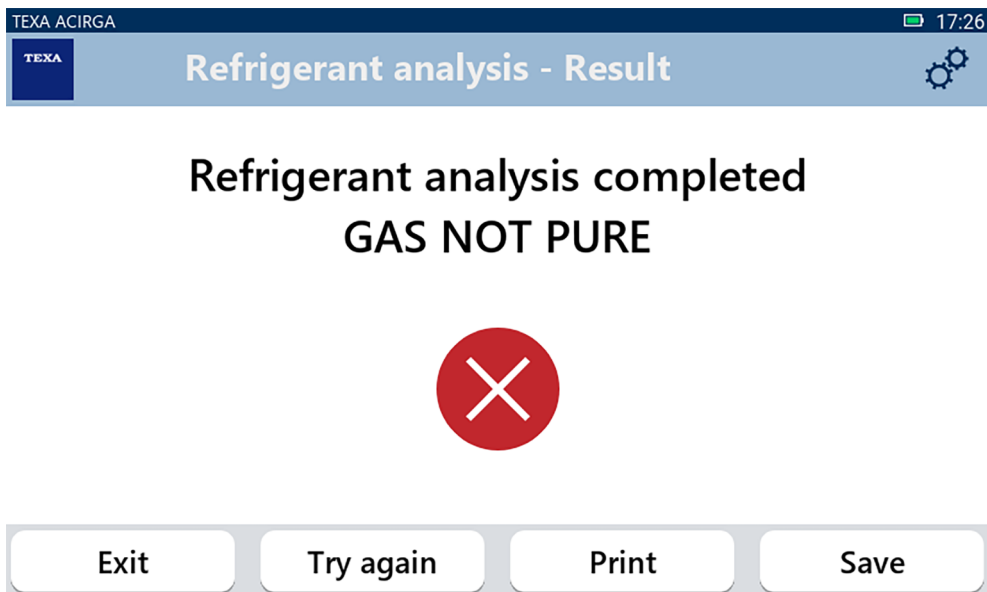 TEXA ACIRGA 17:26
TEXA
Refrigerant analysis - Result
Refrigerant analysis completed
GAS NOT PURE
Exit Try again Print Save